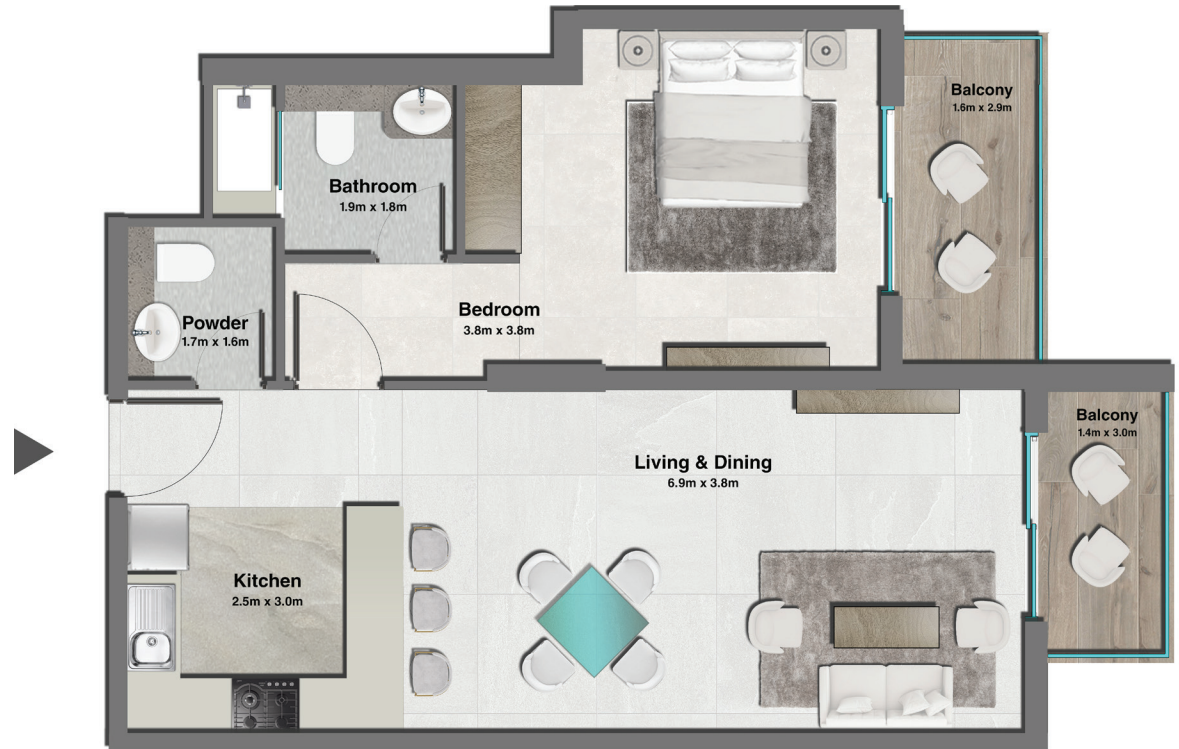 Balcony
1.6m x 2.9m
Bathroom
1.9m x 1.8m
Bedroom
3.8m x 3.8m
Powder
1.7m x 1.6m
Balcony
1.4m x 3.0m
Living & Dining
6.9m x 3.8m
Kitchen
2.5m x 3.0m